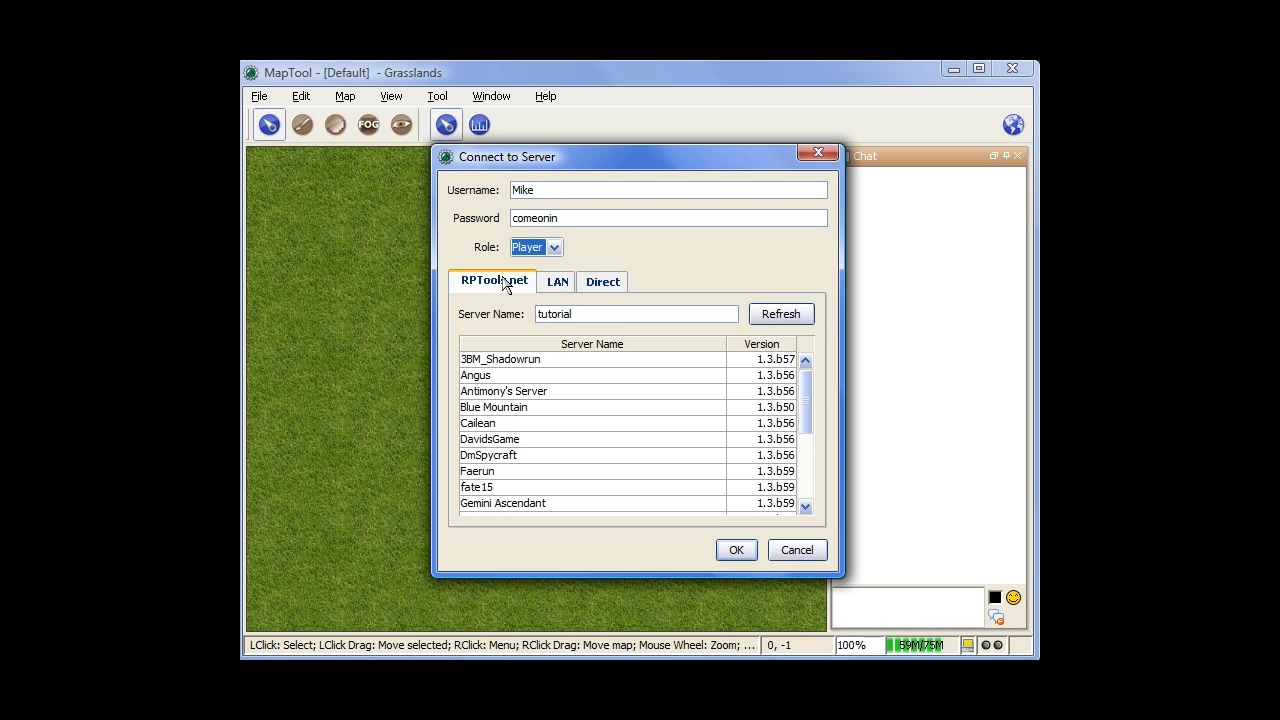 MapTool - [Default]  - Grasslands
File Edit Map View Tool Window Help
FOG
Connect to Server
Chat
Username: Mike
Password comeonin
Role: Player
RPTools.net LAN Direct
Server Name: tutorial Refresh
Server Name Version
3BM_Shadowrun 1.3.b57
Angus 1.3.b56
Antimony's Server 1.3.b56
Blue Mountain 1.3.b50
Cailean 1.3.b56
DavidsGame 1.3.b56
DmSpycraft 1.3.b56
Faerun 1.3.b59
fate15 1.3.b59
Gemini Ascendant 1.3.b59
OK Cancel
LClick: Select; LClick Drag: Move selected; RClick: Menu; RClick Drag: Move map; Mouse Wheel: Zoom; ... 0, -1 100% 59M/75M